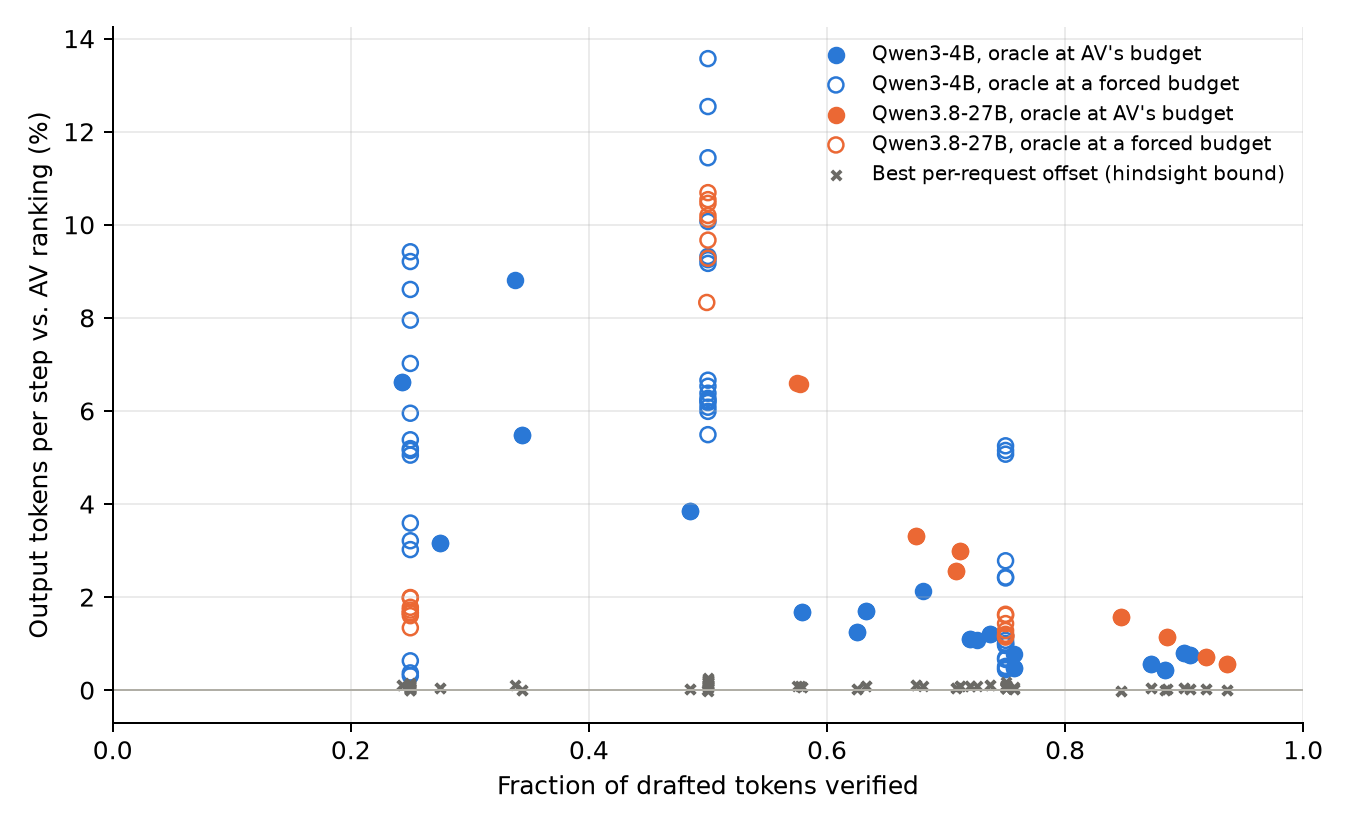 Output tokens per step vs. AV ranking (%)
14
12
10
8
6
4
2
0
Qwen3-4B, oracle at AV's budget
Qwen3-4B, oracle at a forced budget
Qwen3.8-27B, oracle at AV's budget
Qwen3.8-27B, oracle at a forced budget
Best per-request offset (hindsight bound)
0.0 0.2 0.4 0.6 0.8 1.0
Fraction of drafted tokens verified